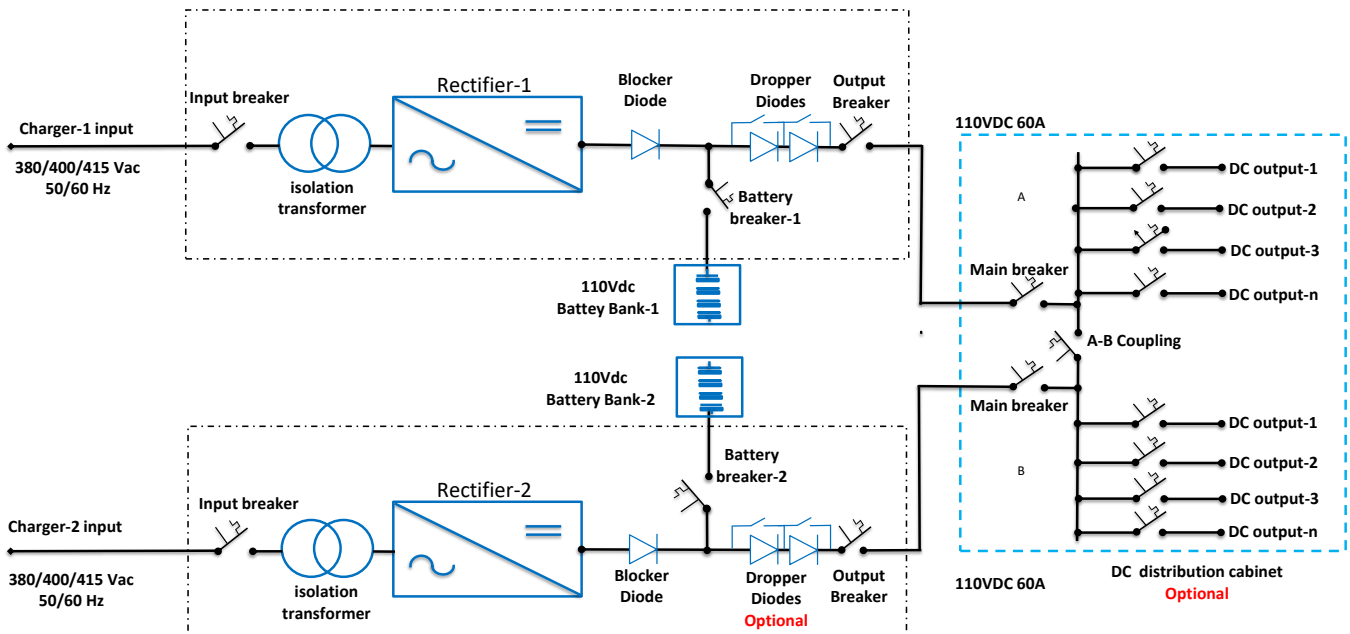 Rectifier-1
Blocker
Diode
Dropper
Diodes
Output
Breaker
Input breaker
Charger-1 input
380/400/415 Vac
50/60 Hz
isolation
transformer
Battery
breaker-1
110Vdc
Battey Bank-1
110VDC 60A
A
DC output-1
DC output-2
DC output-3
DC output-n
Main breaker
A-B Coupling
Main breaker
B
DC output-1
DC output-2
DC output-3
DC output-n
110VDC 60A
DC distribution cabinet
Optional
110Vdc
Battery Bank-2
Battery
breaker-2
Rectifier-2
Input breaker
Charger-2 input
380/400/415 Vac
50/60 Hz
isolation
transformer
Blocker
Diode
Dropper
Diodes
Optional
Output
Breaker